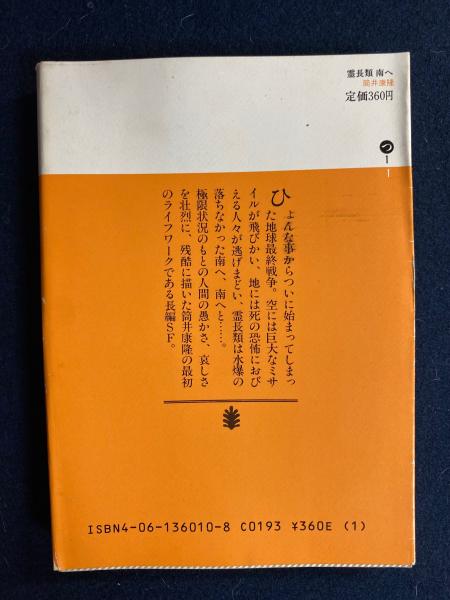 霊長類 南へ
筒井康隆
定価360円
つ-1
ひょんな事からついに始まってしまっ
た地球最終戦争。空には巨大なミサ
イルが飛びかい、地には死の恐怖におび
える人々が逃げまどい、霊長類は水爆の
落ちなかった南へ、南へと……。
極限状況のもとの人間の愚かさ、哀しさ
を壮烈に、残酷に描いた筒井康隆の最初
のライフワークである長編SF。
ISBN4-06-136010-8 C0193 ¥360E (1)